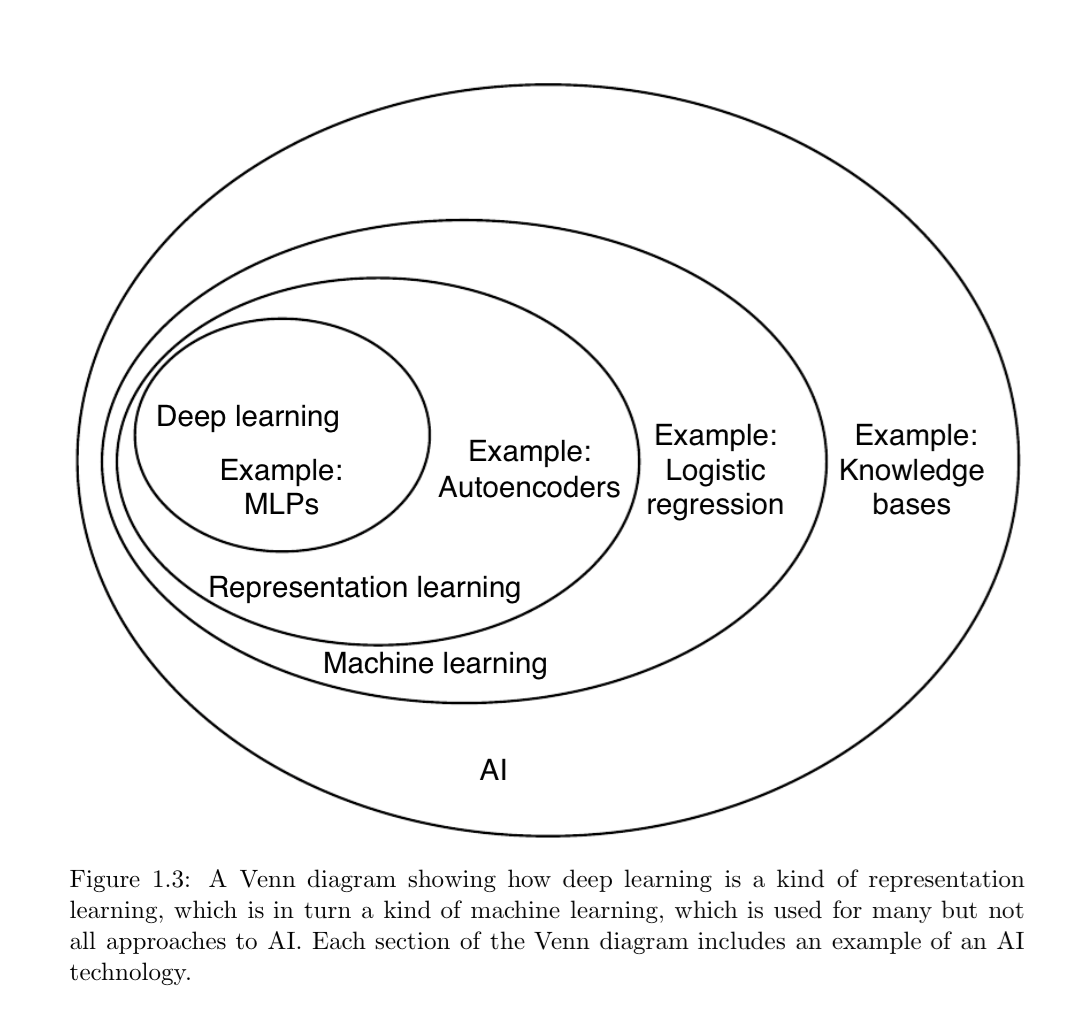 Deep learning
Example:
MLPs
Example:
Autoencoders
Example:
Logistic
regression
Example:
Knowledge
bases
Representation learning
Machine learning
AI
Figure 1.3: A Venn diagram showing how deep learning is a kind of representation
learning, which is in turn a kind of machine learning, which is used for many but not
all approaches to AI. Each section of the Venn diagram includes an example of an AI
technology.